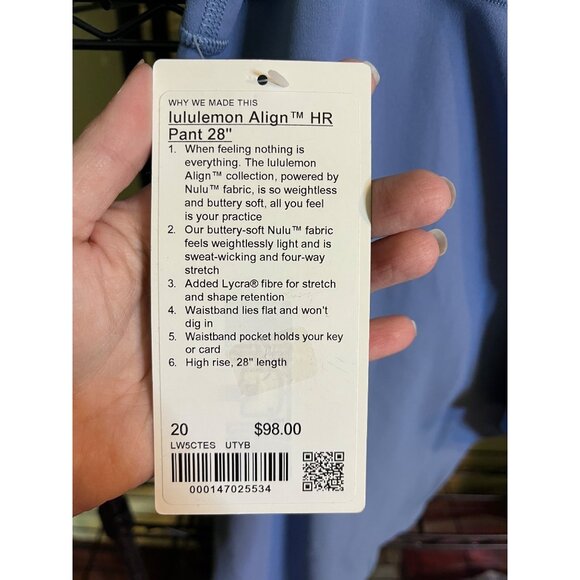 WHY WE MADE THIS
lululemon Align™ HR
Pant 28"
1. When feeling nothing is
everything. The lululemon
Align™ collection, powered by
Nulu™ fabric, is so weightless
and buttery soft, all you feel
is your practice
2. Our buttery-soft Nulu™ fabric
feels weightlessly light and is
sweat-wicking and four-way
stretch
3. Added Lycra® fibre for stretch
and shape retention
4. Waistband lies flat and won't
dig in
5. Waistband pocket holds your key
or card
6. High rise, 28" length
20 $98.00
LW5CTES UTYB
000147025534